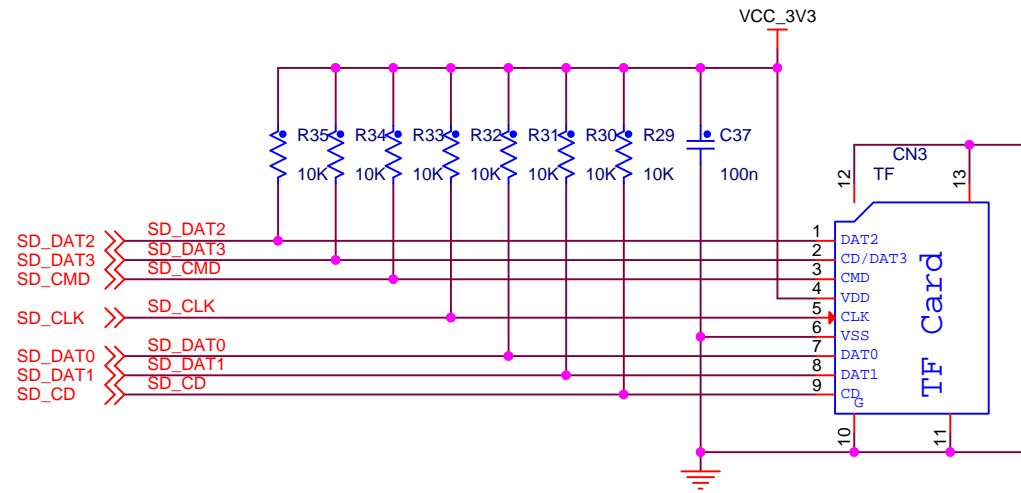 VCC_3V3
R35 R34 R33 R32 R31 R30 R29 C37
10K 10K 10K 10K 10K 10K 10K 100n
CN3
TF
12
13
SD_DAT2 SD_DAT2 1 DAT2
SD_DAT3 SD_DAT3 2 CD/DAT3
SD_CMD SD_CMD 3 CMD
4 VDD
SD_CLK SD_CLK 5 CLK
6 VSS
SD_DAT0 SD_DAT0 7 DAT0
SD_DAT1 SD_DAT1 8 DAT1
SD_CD SD_CD 9 CD
G
TF Card
10
11